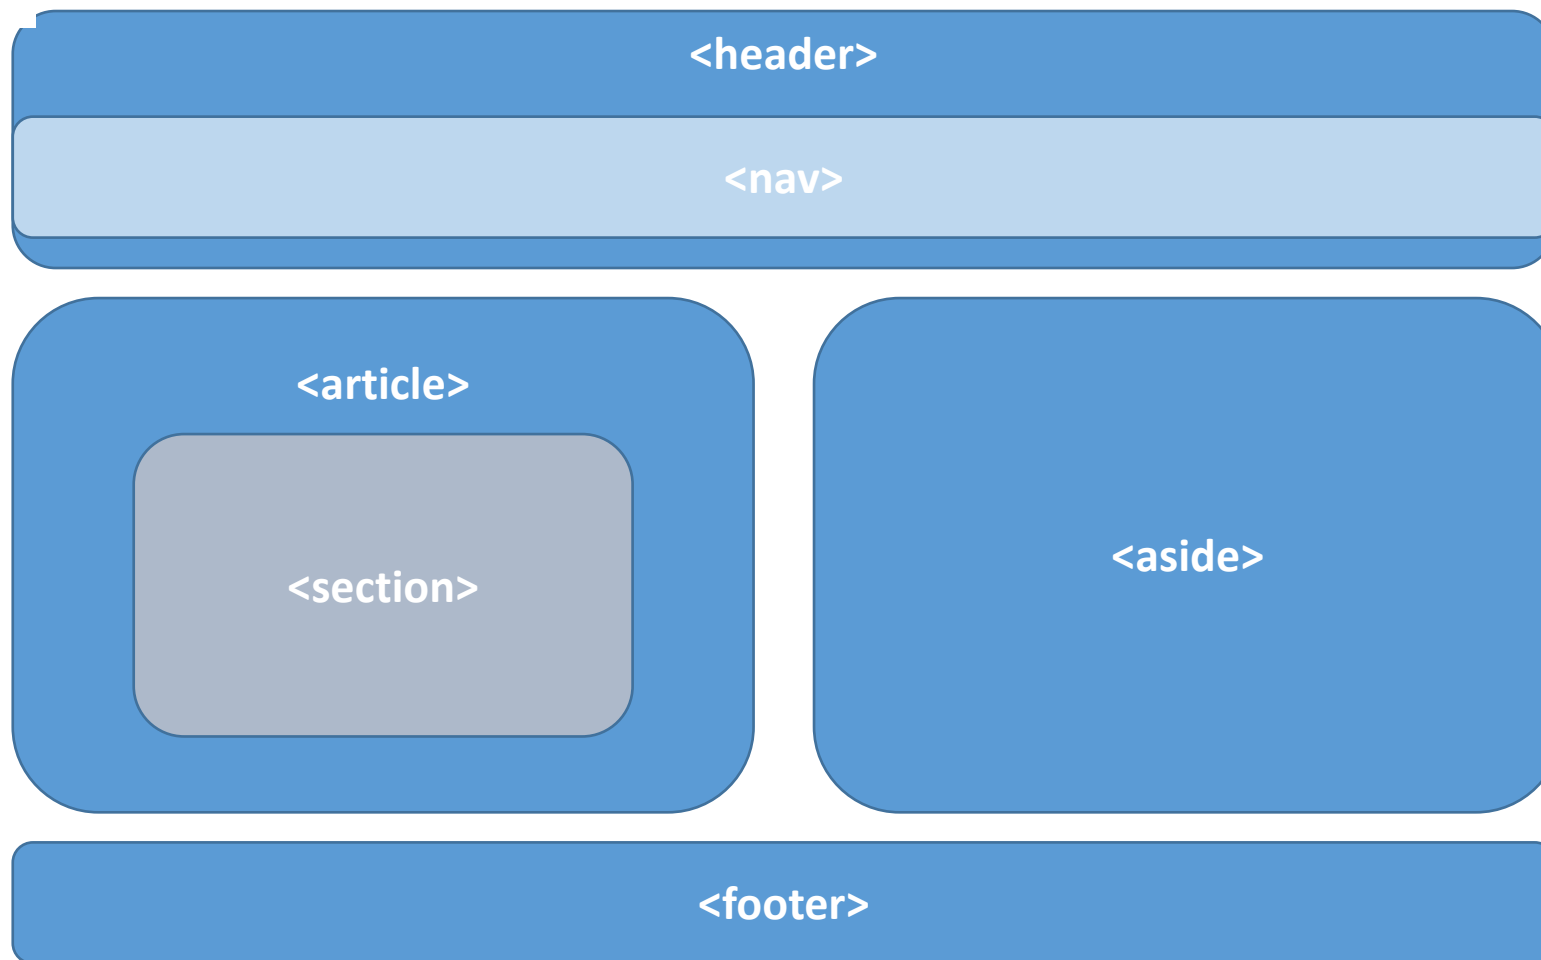 <header>
<nav>
<article>
<section>
<aside>
<footer>